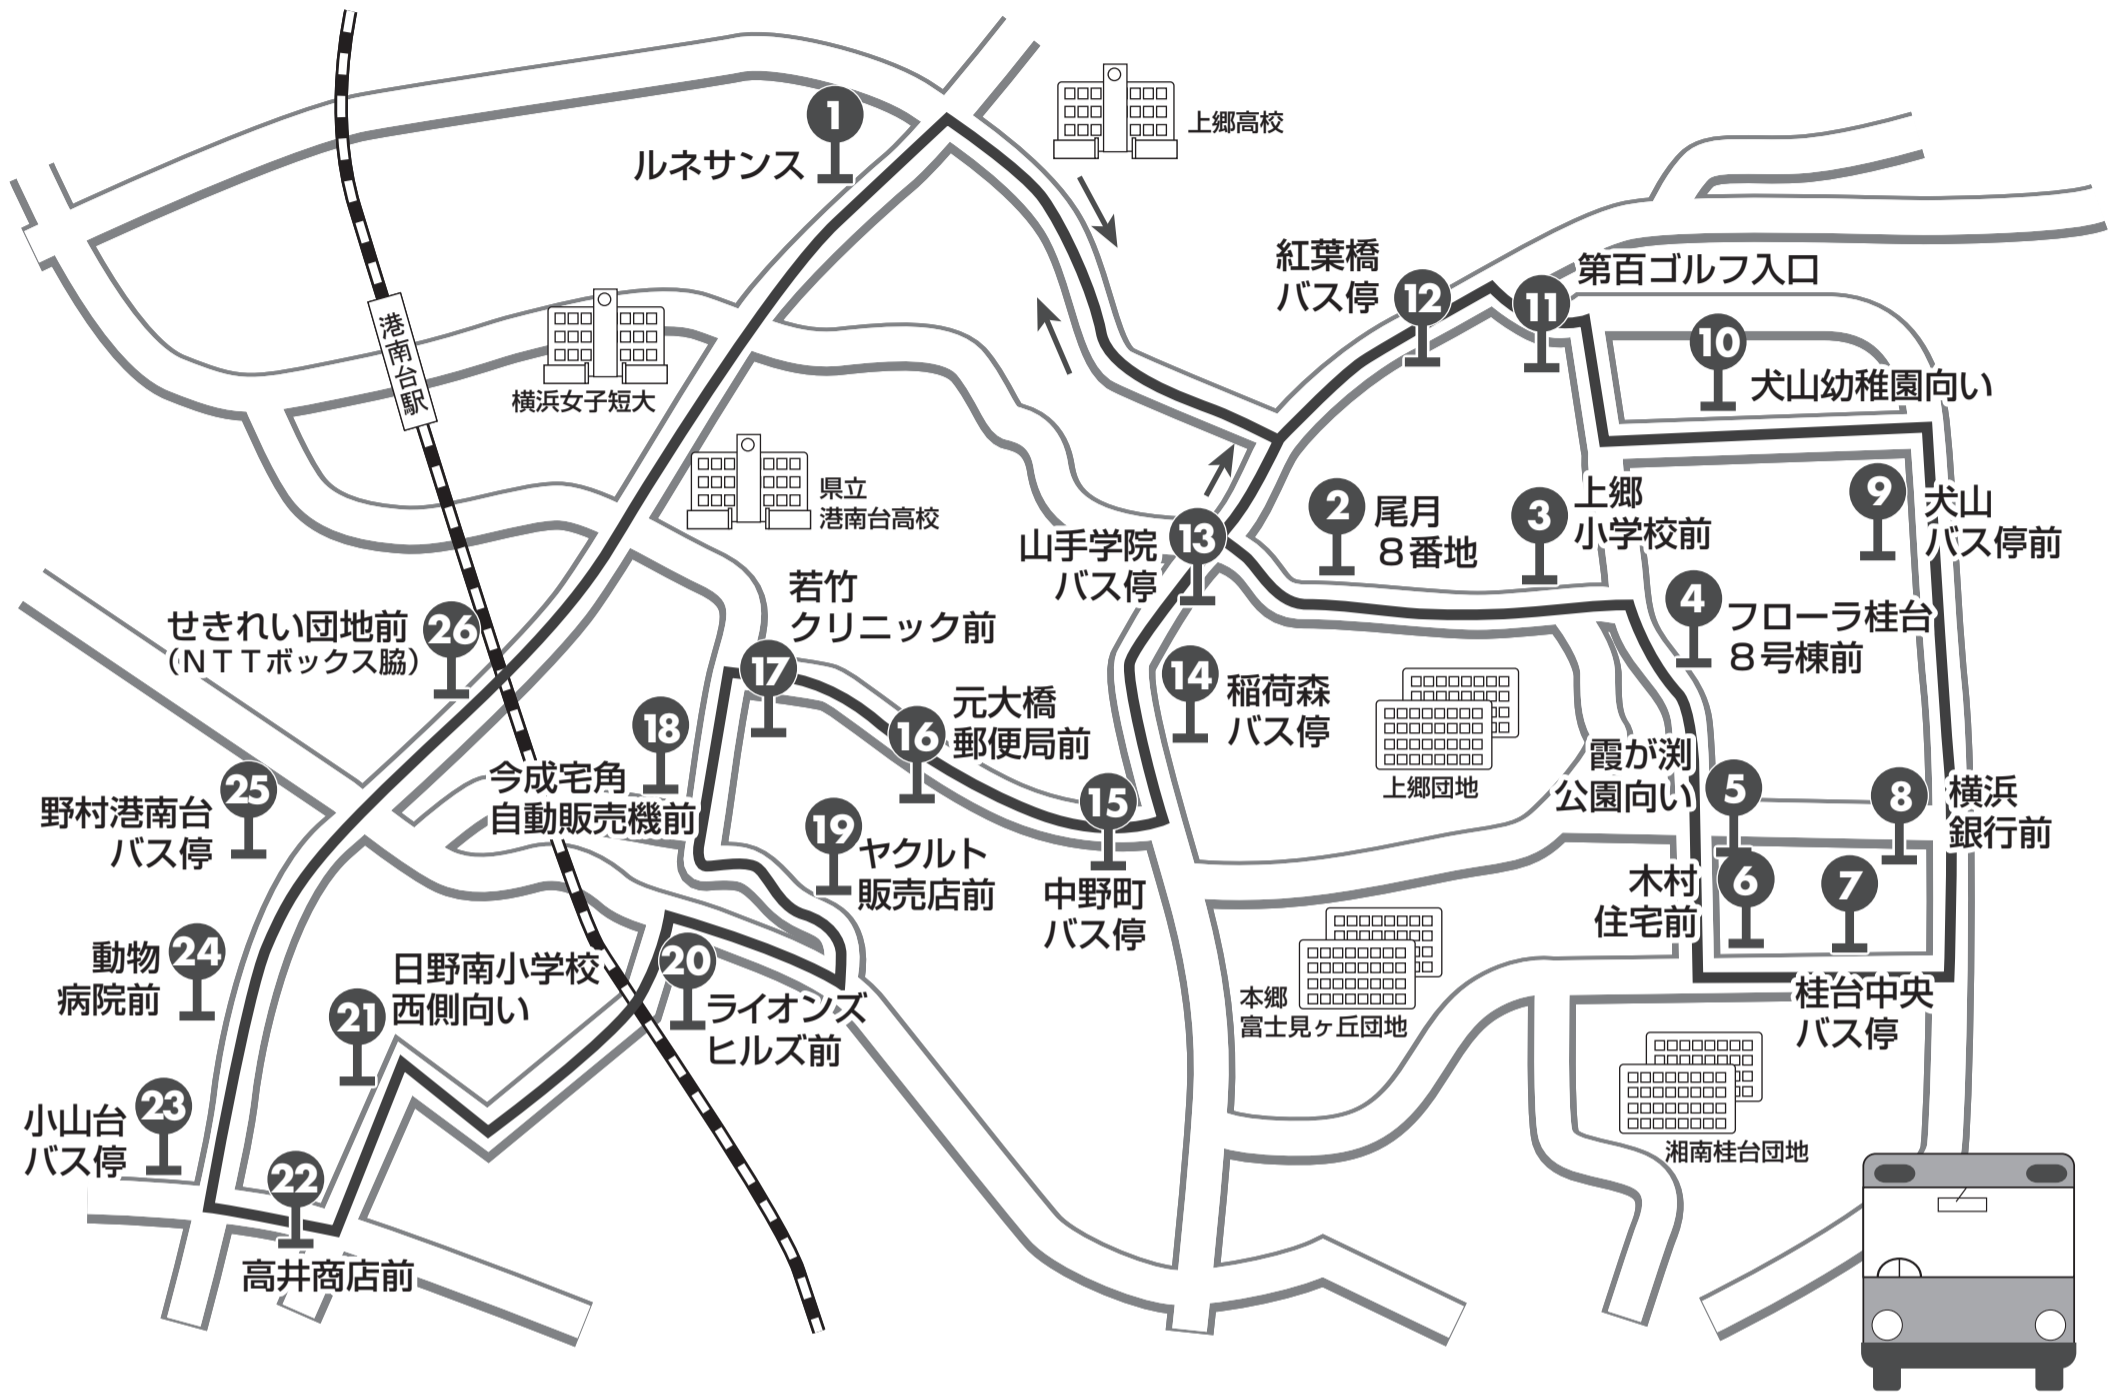 1
ルネサンス
上郷高校
港南台駅
横浜女子短大
県立
港南台高校
紅葉橋
バス停
12
11
第百ゴルフ入口
10
犬山幼稚園向い
2
尾月
８番地
3
上郷
小学校前
9
犬山
バス停前
13
山手学院
バス停
4
フローラ桂台
８号棟前
若竹
クリニック前
17
せきれい団地前
（ＮＴＴボックス脇）
26
14
稲荷森
バス停
16
元大橋
郵便局前
18
今成宅角
自動販売機前
上郷団地
霞が渕
公園向い
5
8
横浜
銀行前
25
野村港南台
バス停
15
中野町
バス停
19
ヤクルト
販売店前
木村
住宅前
6
7
桂台中央
バス停
24
動物
病院前
日野南小学校
西側向い
21
20
ライオンズ
ヒルズ前
本郷
富士見ヶ丘団地
湘南桂台団地
23
小山台
バス停
22
高井商店前